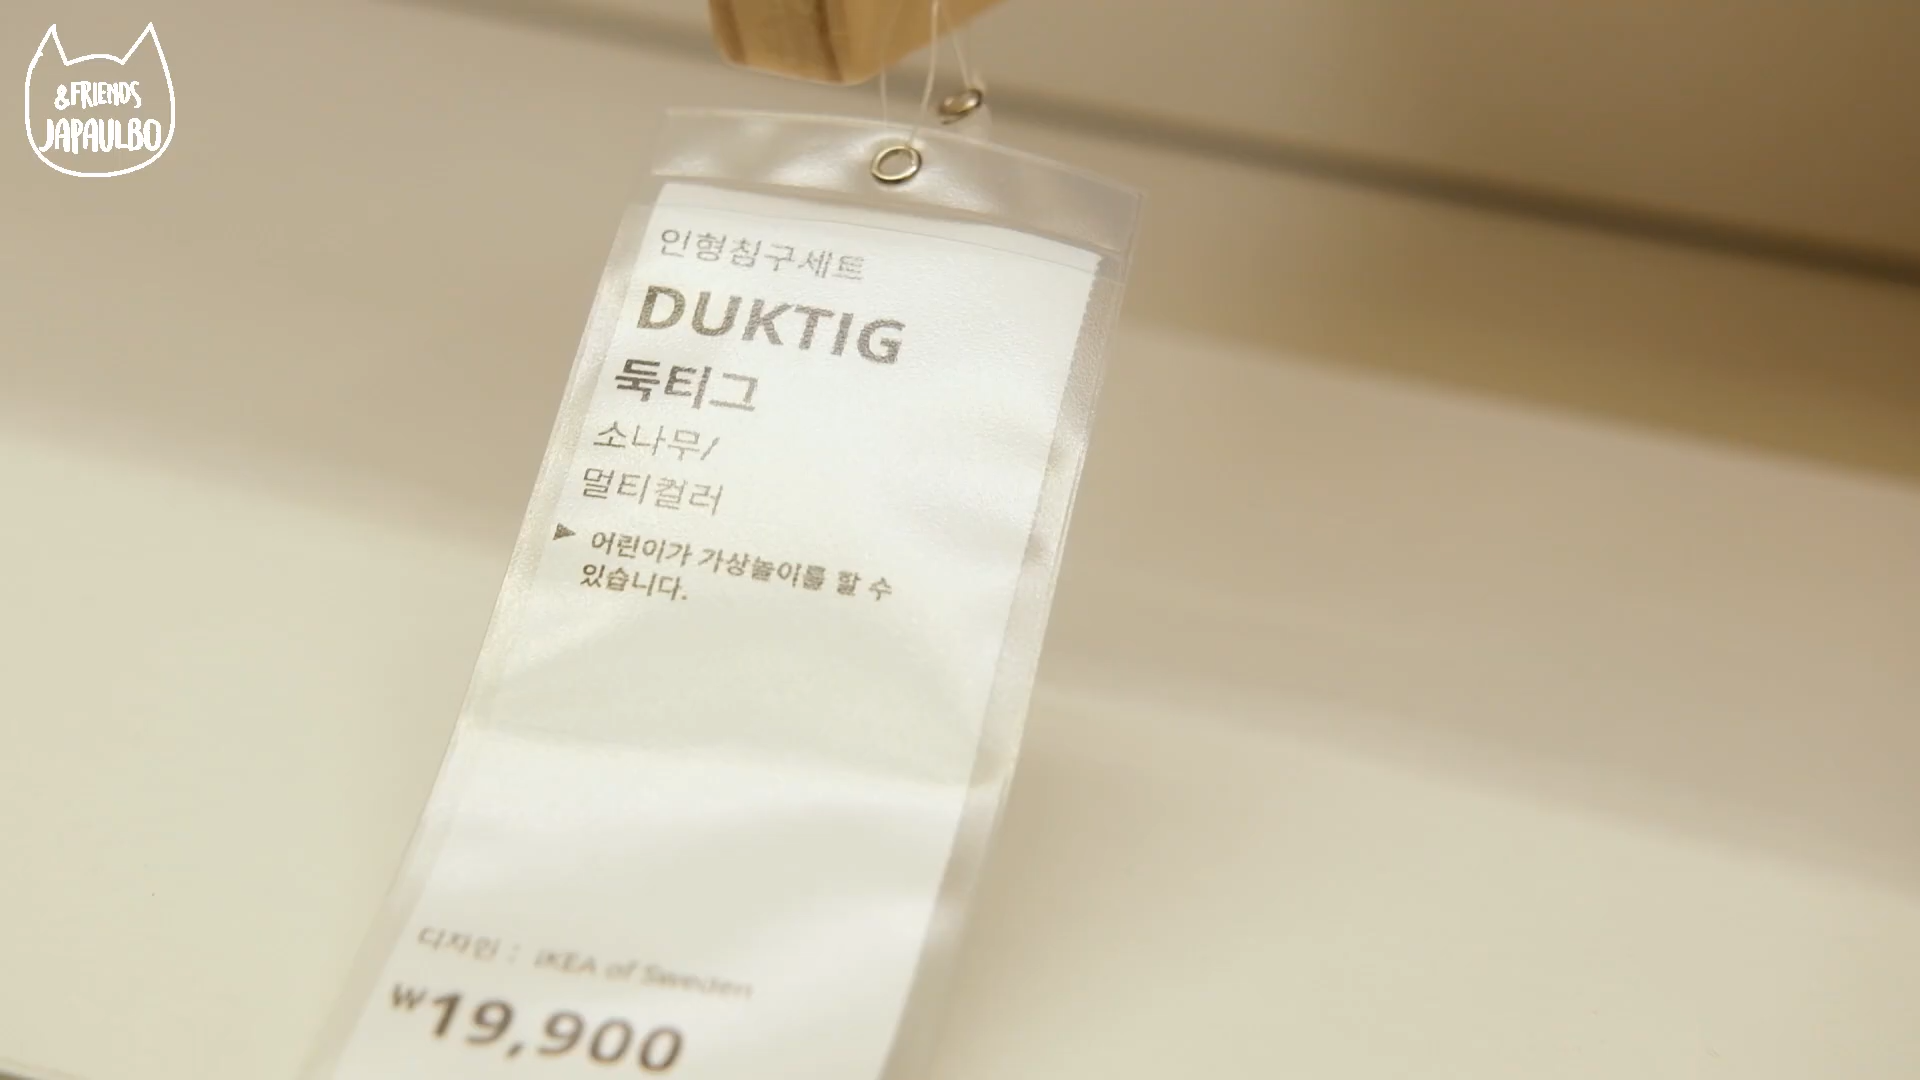 &FRIENDS
JAPAULBO
인형침구세트
DUKTIG
둑티그
소나무/
멀티컬러
▶ 어린이가 가상놀이를 할 수
있습니다.
디자인 : IKEA of Sweden
₩19,900